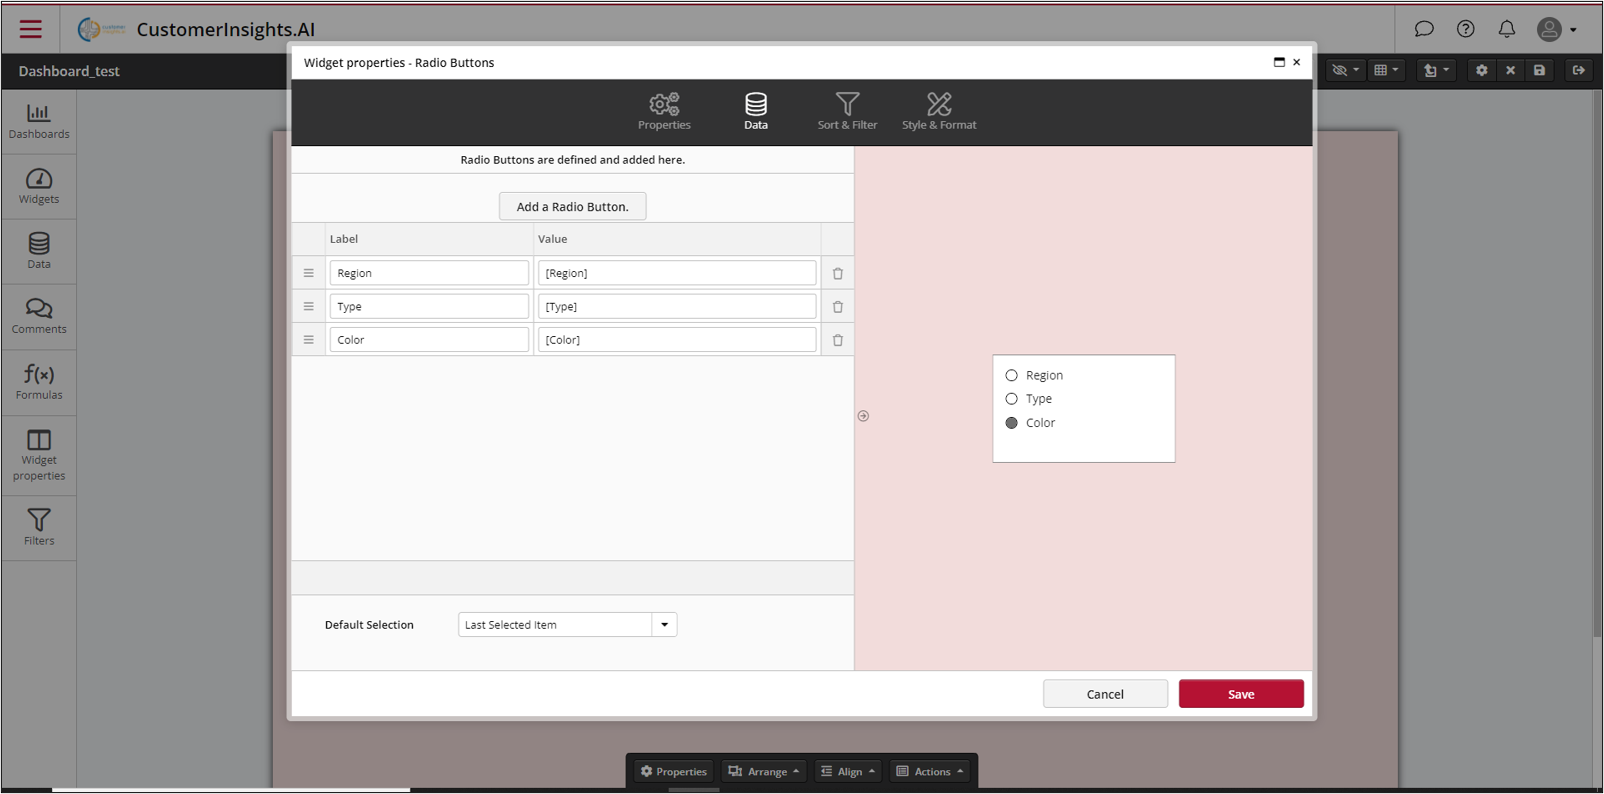 CustomerInsights.AI
Dashboard_test
Widget properties - Radio Buttons
Properties
Data
Sort & Filter
Style & Format
Dashboards
Widgets
Data
Comments
Formulas
Widget
properties
Filters
Radio Buttons are defined and added here.
Add a Radio Button.
Label Value
Region [Region]
Type [Type]
Color [Color]
Default Selection Last Selected Item
Region
Type
Color
Cancel Save
Properties Arrange Align Actions